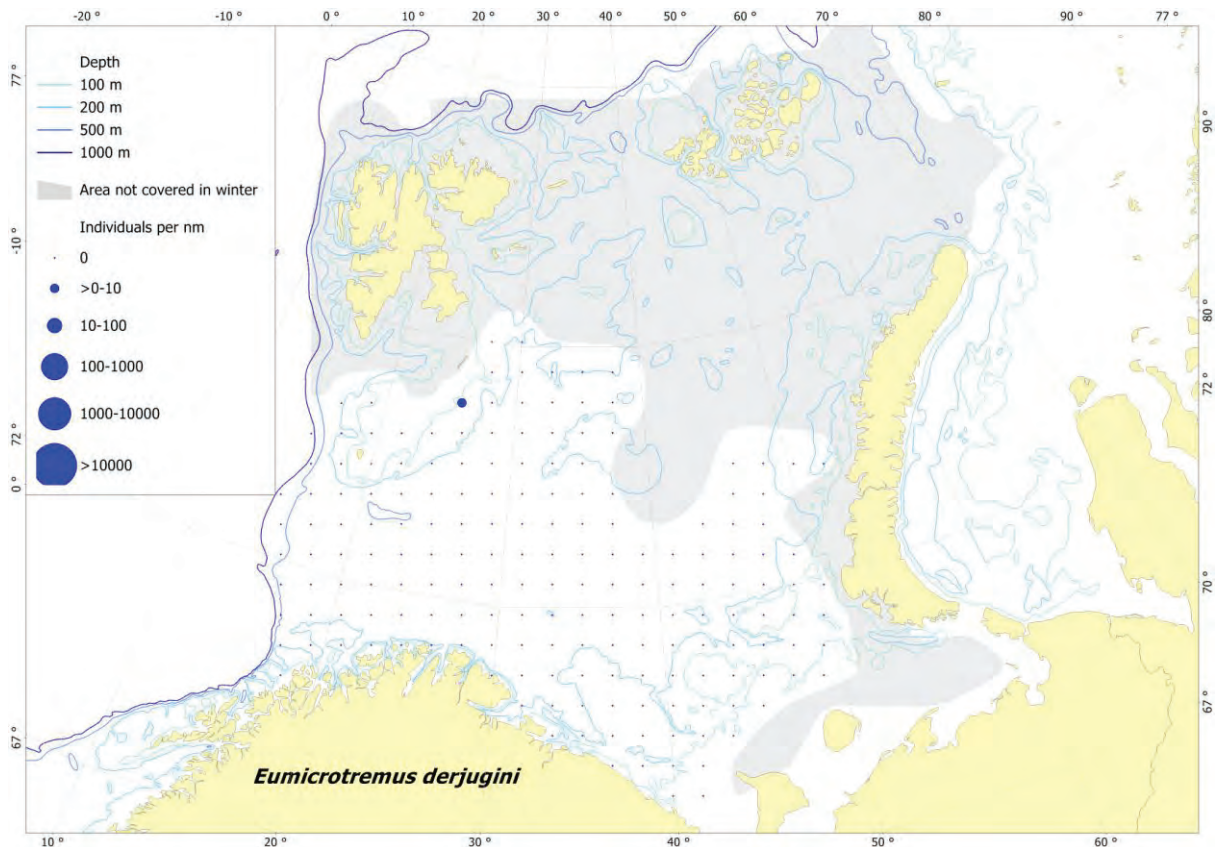 -20 ° -10 ° 0 ° 10 ° 20 ° 30 ° 40 ° 50 ° 60 ° 70 ° 80 ° 90 ° 77 °
Depth
100 m
200 m
500 m
1000 m
Area not covered in winter
Individuals per nm
0
>0-10
10-100
100-1000
1000-10000
>10000
77 °
-10 °
72 °
0 °
67 °
90 °
80 °
72 °
70 °
67 °
Eumicrotremus derjugini
10 ° 20 ° 30 ° 40 ° 50 ° 60 °